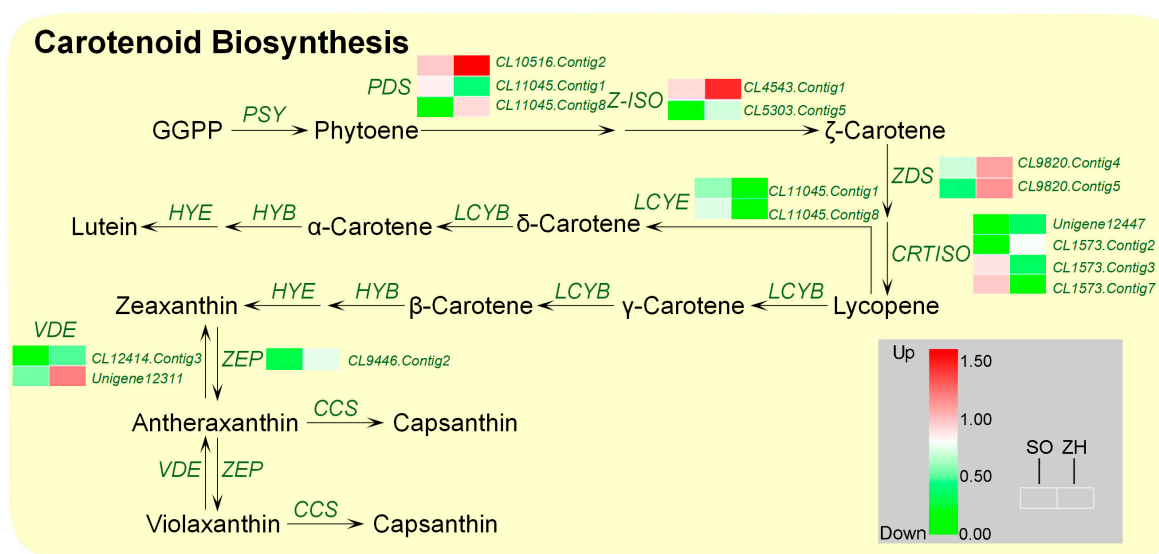 Carotenoid Biosynthesis
PDS
CL10516.Contig2
CL11045.Contig1
CL11045.Contig8
Z-ISO
CL4543.Contig1
CL5303.Contig5
GGPP
PSY
Phytoene
ζ-Carotene
ZDS
CL9820.Contig4
CL9820.Contig5
LCYE
CL11045.Contig1
CL11045.Contig8
Lutein
HYE
HYB
α-Carotene
LCYB
δ-Carotene
CRTISO
Unigene12447
CL1573.Contig2
CL1573.Contig3
CL1573.Contig7
Zeaxanthin
HYE
HYB
β-Carotene
LCYB
γ-Carotene
LCYB
Lycopene
VDE
CL12414.Contig3
Unigene12311
ZEP
CL9446.Contig2
Antheraxanthin
CCS
Capsanthin
VDE
ZEP
Violaxanthin
CCS
Capsanthin
Up
1.50
1.00
0.50
Down
0.00
SO
ZH